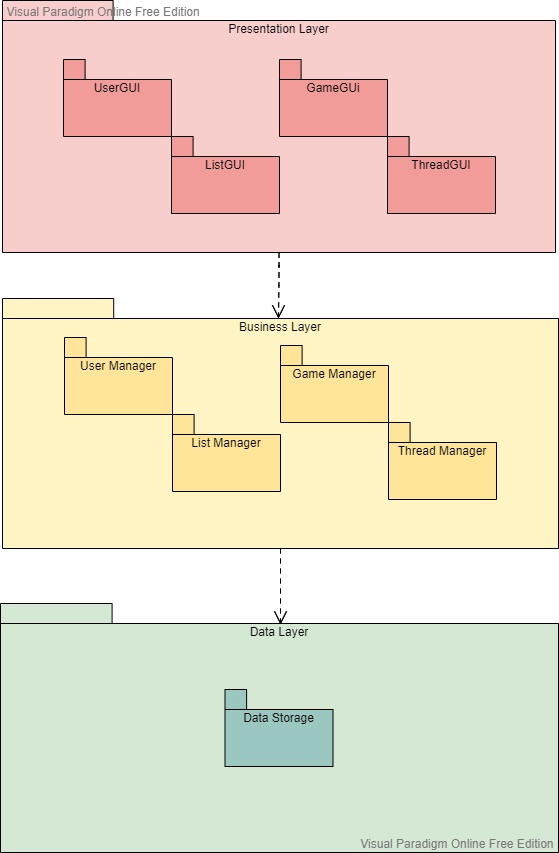 Visual Paradigm Online Free Edition
Presentation Layer
UserGUI
GameGUi
ListGUI
ThreadGUI
Business Layer
User Manager
Game Manager
List Manager
Thread Manager
Data Layer
Data Storage
Visual Paradigm Online Free Edition